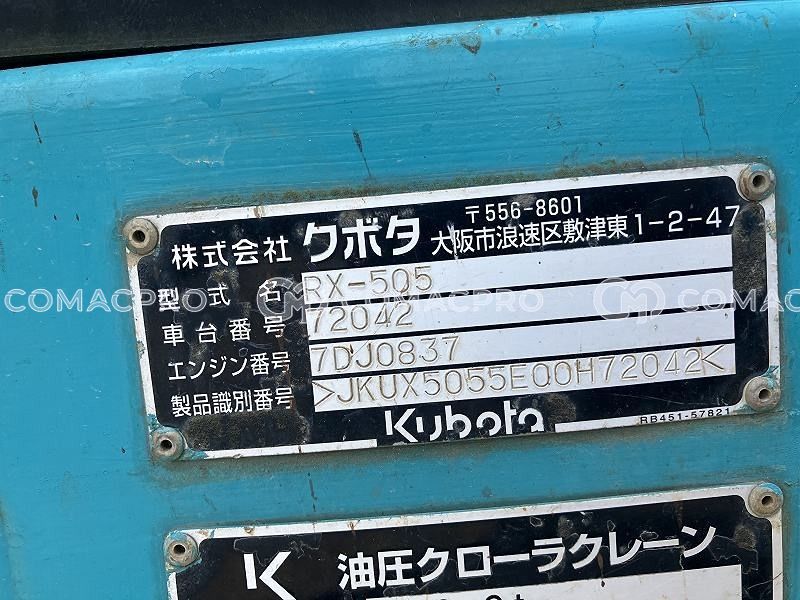 〒556-8601
株式会社 クボタ 大阪市浪速区敷津東1-2-47
型式名 RX-505
車台番号 72042
エンジン番号 7DJ0837
製品識別番号 >JKUX5055E00H72042<
Kubota
RB451-57821
COMACPRO COMACPRO COMACPRO
K 油圧クローラクレーン